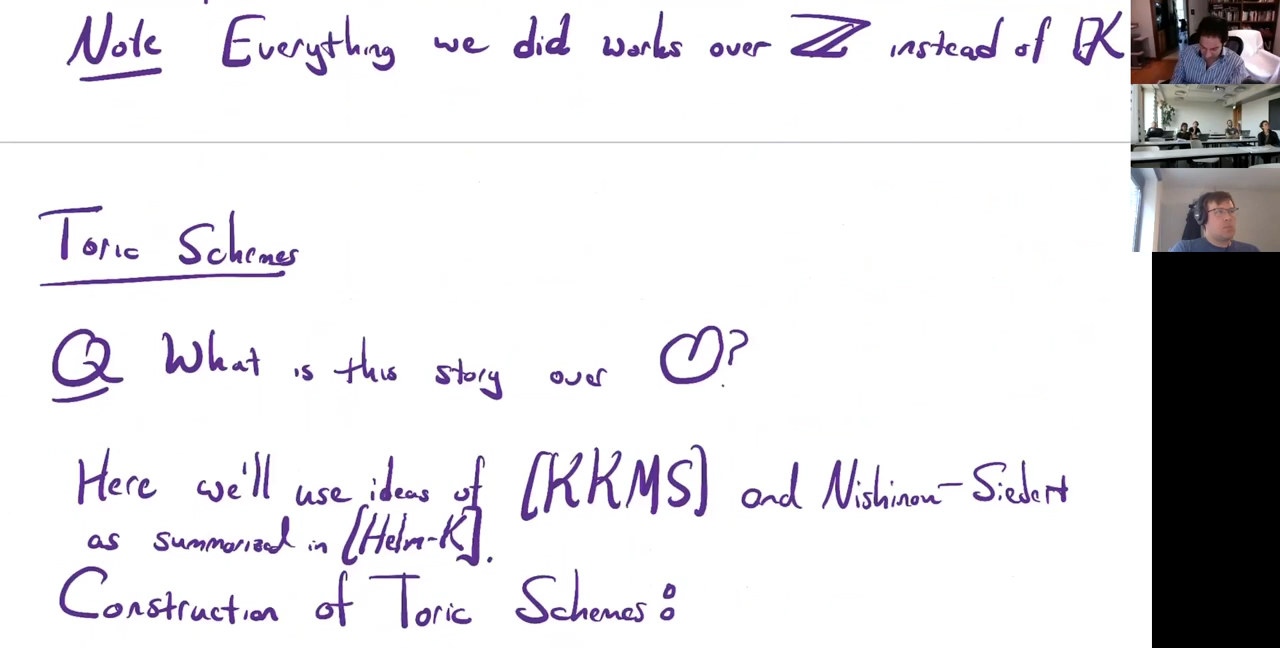 Note Everything we did works over ℤ instead of 𝕂
Toric Schemes
Q What is this story over 𝒪?
Here we'll use ideas of [KKMS] and Nishinou-Siebert
as summarized in [Helm-K].
Construction of Toric Schemes: